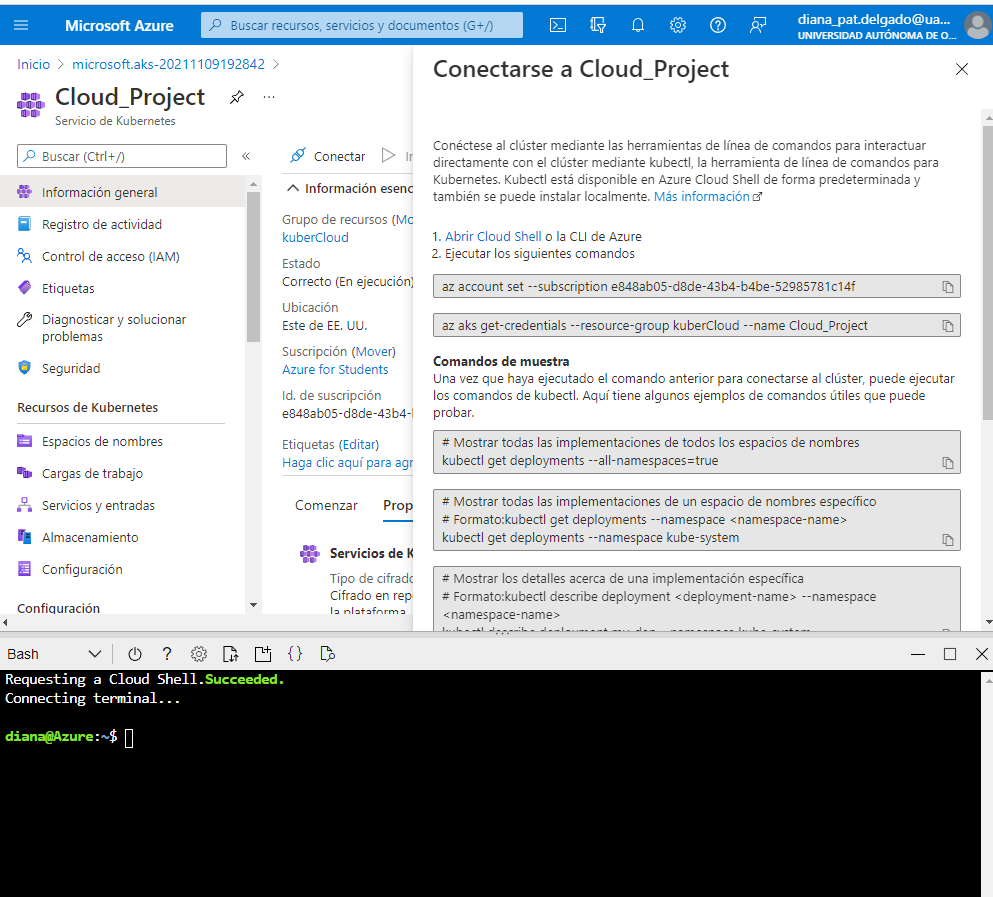 Microsoft Azure
Buscar recursos, servicios y documentos (G+/)
diana_pat.delgado@ua...
UNIVERSIDAD AUTÓNOMA DE O...
Inicio > microsoft.aks-20211109192842 >
Cloud_Project
Servicio de Kubernetes
Buscar (Ctrl+/)
«
Información general
Registro de actividad
Control de acceso (IAM)
Etiquetas
Diagnosticar y solucionar
problemas
Seguridad
Recursos de Kubernetes
Espacios de nombres
Cargas de trabajo
Servicios y entradas
Almacenamiento
Configuración
Configuración
Conectar
Información esenc
Grupo de recursos (Mo
kuberCloud
Estado
Correcto (En ejecución)
Ubicación
Este de EE. UU.
Suscripción (Mover)
Azure for Students
Id. de suscripción
e848ab05-d8de-43b4-
Etiquetas (Editar)
Haga clic aquí para agr
Comenzar
Prop
Servicios de K
Tipo de cifrado
Cifrado en rep
la plataforma
Conectarse a Cloud_Project
Conéctese al clúster mediante las herramientas de línea de comandos para interactuar
directamente con el clúster mediante kubectl, la herramienta de línea de comandos para
Kubernetes. Kubectl está disponible en Azure Cloud Shell de forma predeterminada y
también se puede instalar localmente. Más información
1. Abrir Cloud Shell o la CLI de Azure
2. Ejecutar los siguientes comandos
az account set --subscription e848ab05-d8de-43b4-b4be-52985781c14f
az aks get-credentials --resource-group kuberCloud --name Cloud_Project
Comandos de muestra
Una vez que haya ejecutado el comando anterior para conectarse al clúster, puede ejecutar
los comandos de kubectl. Aquí tiene algunos ejemplos de comandos útiles que puede
probar.
# Mostrar todas las implementaciones de todos los espacios de nombres
kubectl get deployments --all-namespaces=true
# Mostrar todas las implementaciones de un espacio de nombres específico
# Formato:kubectl get deployments --namespace <namespace-name>
kubectl get deployments --namespace kube-system
# Mostrar los detalles acerca de una implementación específica
# Formato:kubectl describe deployment <deployment-name> --namespace
<namespace-name>
kubectl describe deployment my-dep --namespace kube-system
Bash
Requesting a Cloud Shell.Succeeded.
Connecting terminal...
diana@Azure:~$